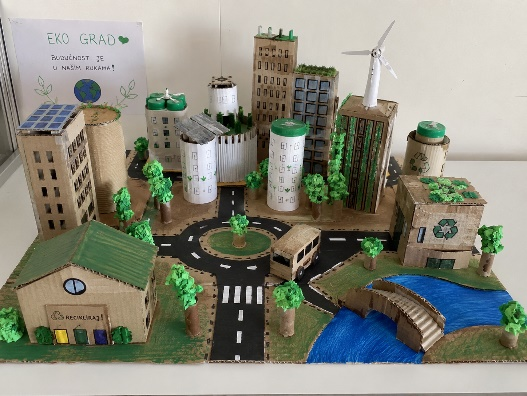 EKO GRAD
BUDUĆNOST JE
U NAŠIM RUKAMA!
RECIKLIRAJ!